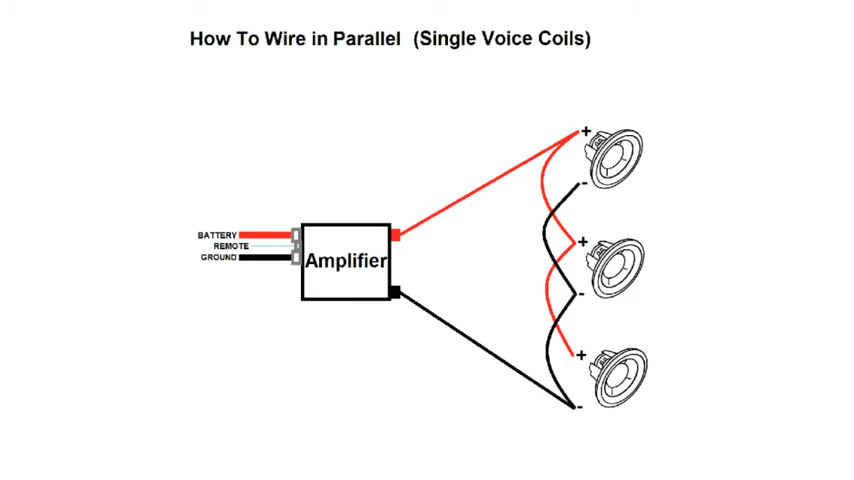 How To Wire in Parallel (Single Voice Coils)
+
-
BATTERY
REMOTE
GROUND
Amplifier
+
-
+
-